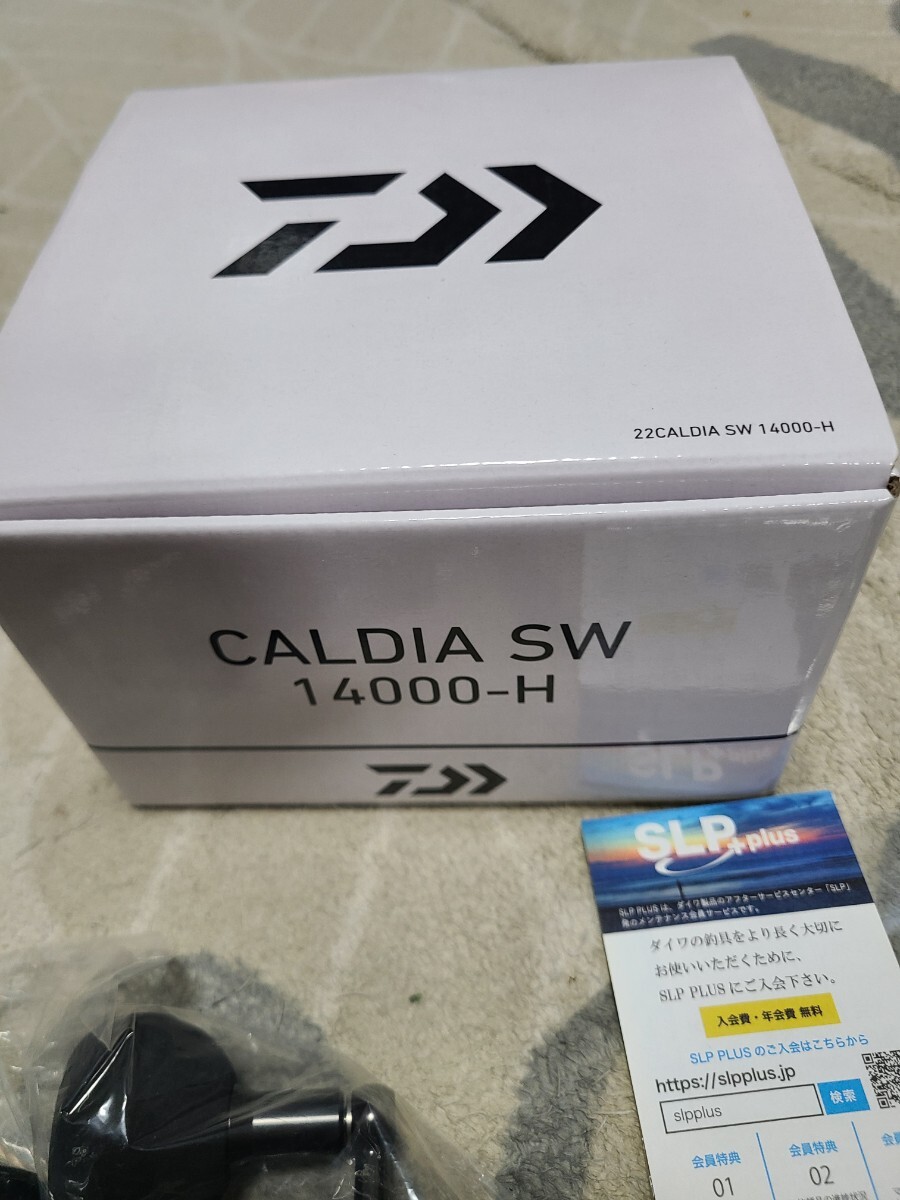 22CALDIA SW 14000-H
CALDIA SW
14000-H
SLP+plus
SLP PLUSは、ダイワ製品のアフターサービスセンター「SLP」
発のメンテナンス会員サービスです。
ダイワの釣具をより長く大切に
お使いいただくために、
SLP PLUSにご入会下さい。
入会費・年会費 無料
SLP PLUSのご入会はこちらから
https://slpplus.jp
slpplus 検索
会員特典 会員特典
01 02